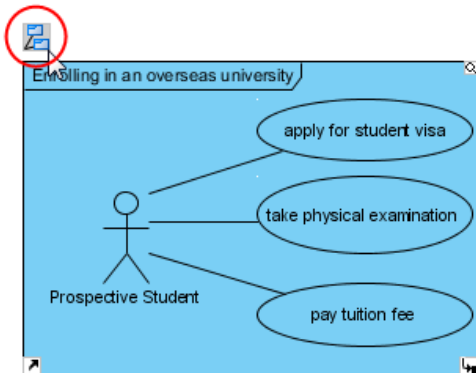 Enrolling in an overseas university
apply for student visa
take physical examination
Prospective Student
pay tuition fee